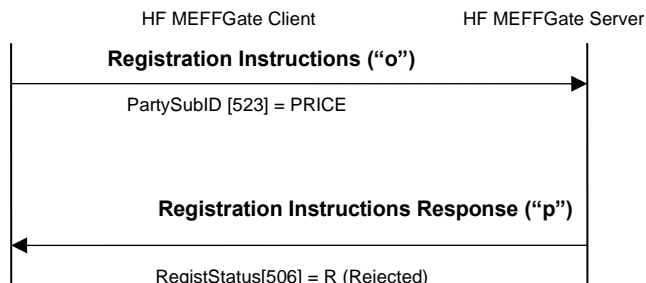 HF MEFFGate Client HF MEFFGate Server
Registration Instructions (“o”)
PartySubID [523] = PRICE
Registration Instructions Response (“p”)
RegistStatus[506] = R (Rejected)